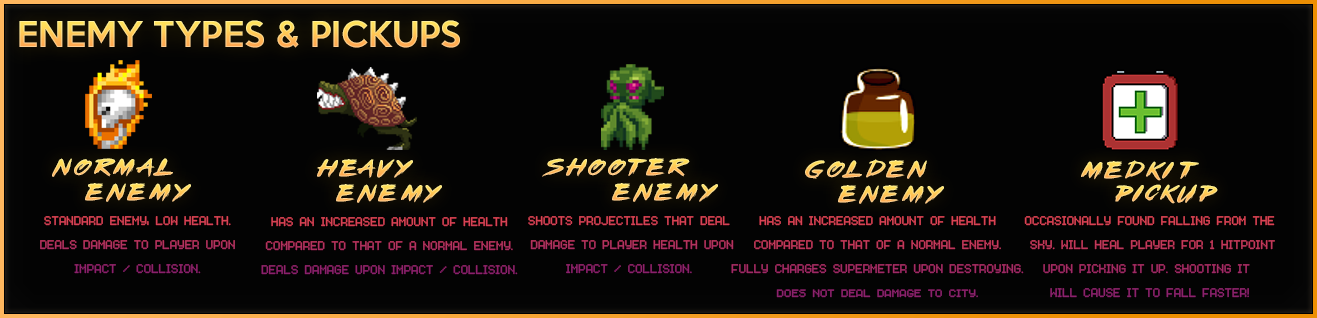 ENEMY TYPES & PICKUPS
NORMAL
ENEMY
STANDARD ENEMY, LOW HEALTH.
DEALS DAMAGE TO PLAYER UPON
IMPACT / COLLISION.
HEAVY
ENEMY
HAS AN INCREASED AMOUNT OF HEALTH
COMPARED TO THAT OF A NORMAL ENEMY.
DEALS DAMAGE UPON IMPACT / COLLISION.
SHOOTER
ENEMY
SHOOTS PROJECTILES THAT DEAL
DAMAGE TO PLAYER HEALTH UPON
IMPACT / COLLISION.
GOLDEN
ENEMY
HAS AN INCREASED AMOUNT OF HEALTH
COMPARED TO THAT OF A NORMAL ENEMY.
FULLY CHARGES SUPERMETER UPON DESTROYING.
DOES NOT DEAL DAMAGE TO CITY.
MEDKIT
PICKUP
OCCASIONALLY FOUND FALLING FROM THE
SKY. WILL HEAL PLAYER FOR 1 HITPOINT
UPON PICKING IT UP. SHOOTING IT
WILL CAUSE IT TO FALL FASTER!